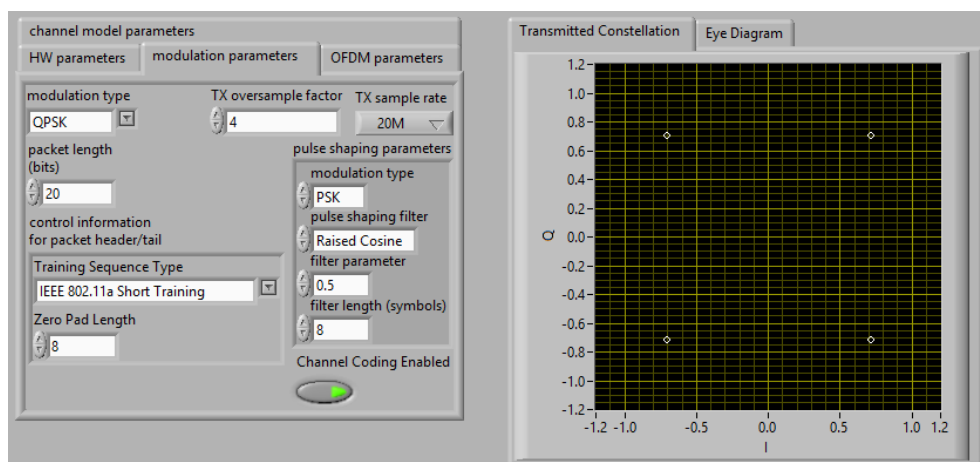 channel model parameters
HW parameters
modulation parameters
OFDM parameters
modulation type
QPSK
TX oversample factor
4
TX sample rate
20M
packet length
(bits)
20
control information
for packet header/tail
Training Sequence Type
IEEE 802.11a Short Training
Zero Pad Length
8
pulse shaping parameters
modulation type
PSK
pulse shaping filter
Raised Cosine
filter parameter
0.5
filter length (symbols)
8
Channel Coding Enabled
Transmitted Constellation
Eye Diagram
1.2
1.0
0.8
0.6
0.4
0.2
0.0
-0.2
-0.4
-0.6
-0.8
-1.0
-1.2
Q
-1.2 -1.0 -0.5 0.0 0.5 1.0 1.2
I